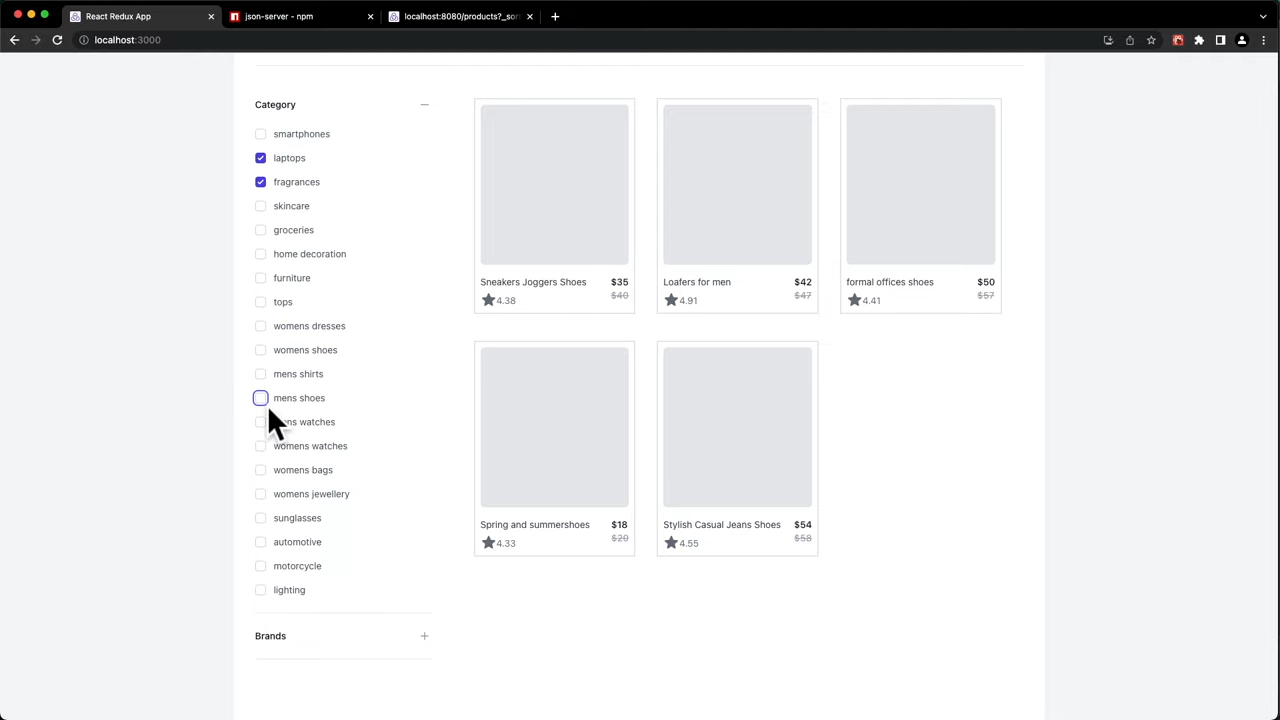 React Redux App
json-server - npm
localhost:8080/products?_sor
localhost:3000
Category
smartphones
laptops
fragrances
skincare
groceries
home decoration
furniture
tops
womens dresses
womens shoes
mens shirts
mens shoes
watches
womens watches
womens bags
womens jewellery
sunglasses
automotive
motorcycle
lighting
Brands
Sneakers Joggers Shoes $35
4.38 $40
Loafers for men $42
4.91 $47
formal offices shoes $50
4.41 $57
Spring and summershoes $18
4.33 $20
Stylish Casual Jeans Shoes $54
4.55 $58